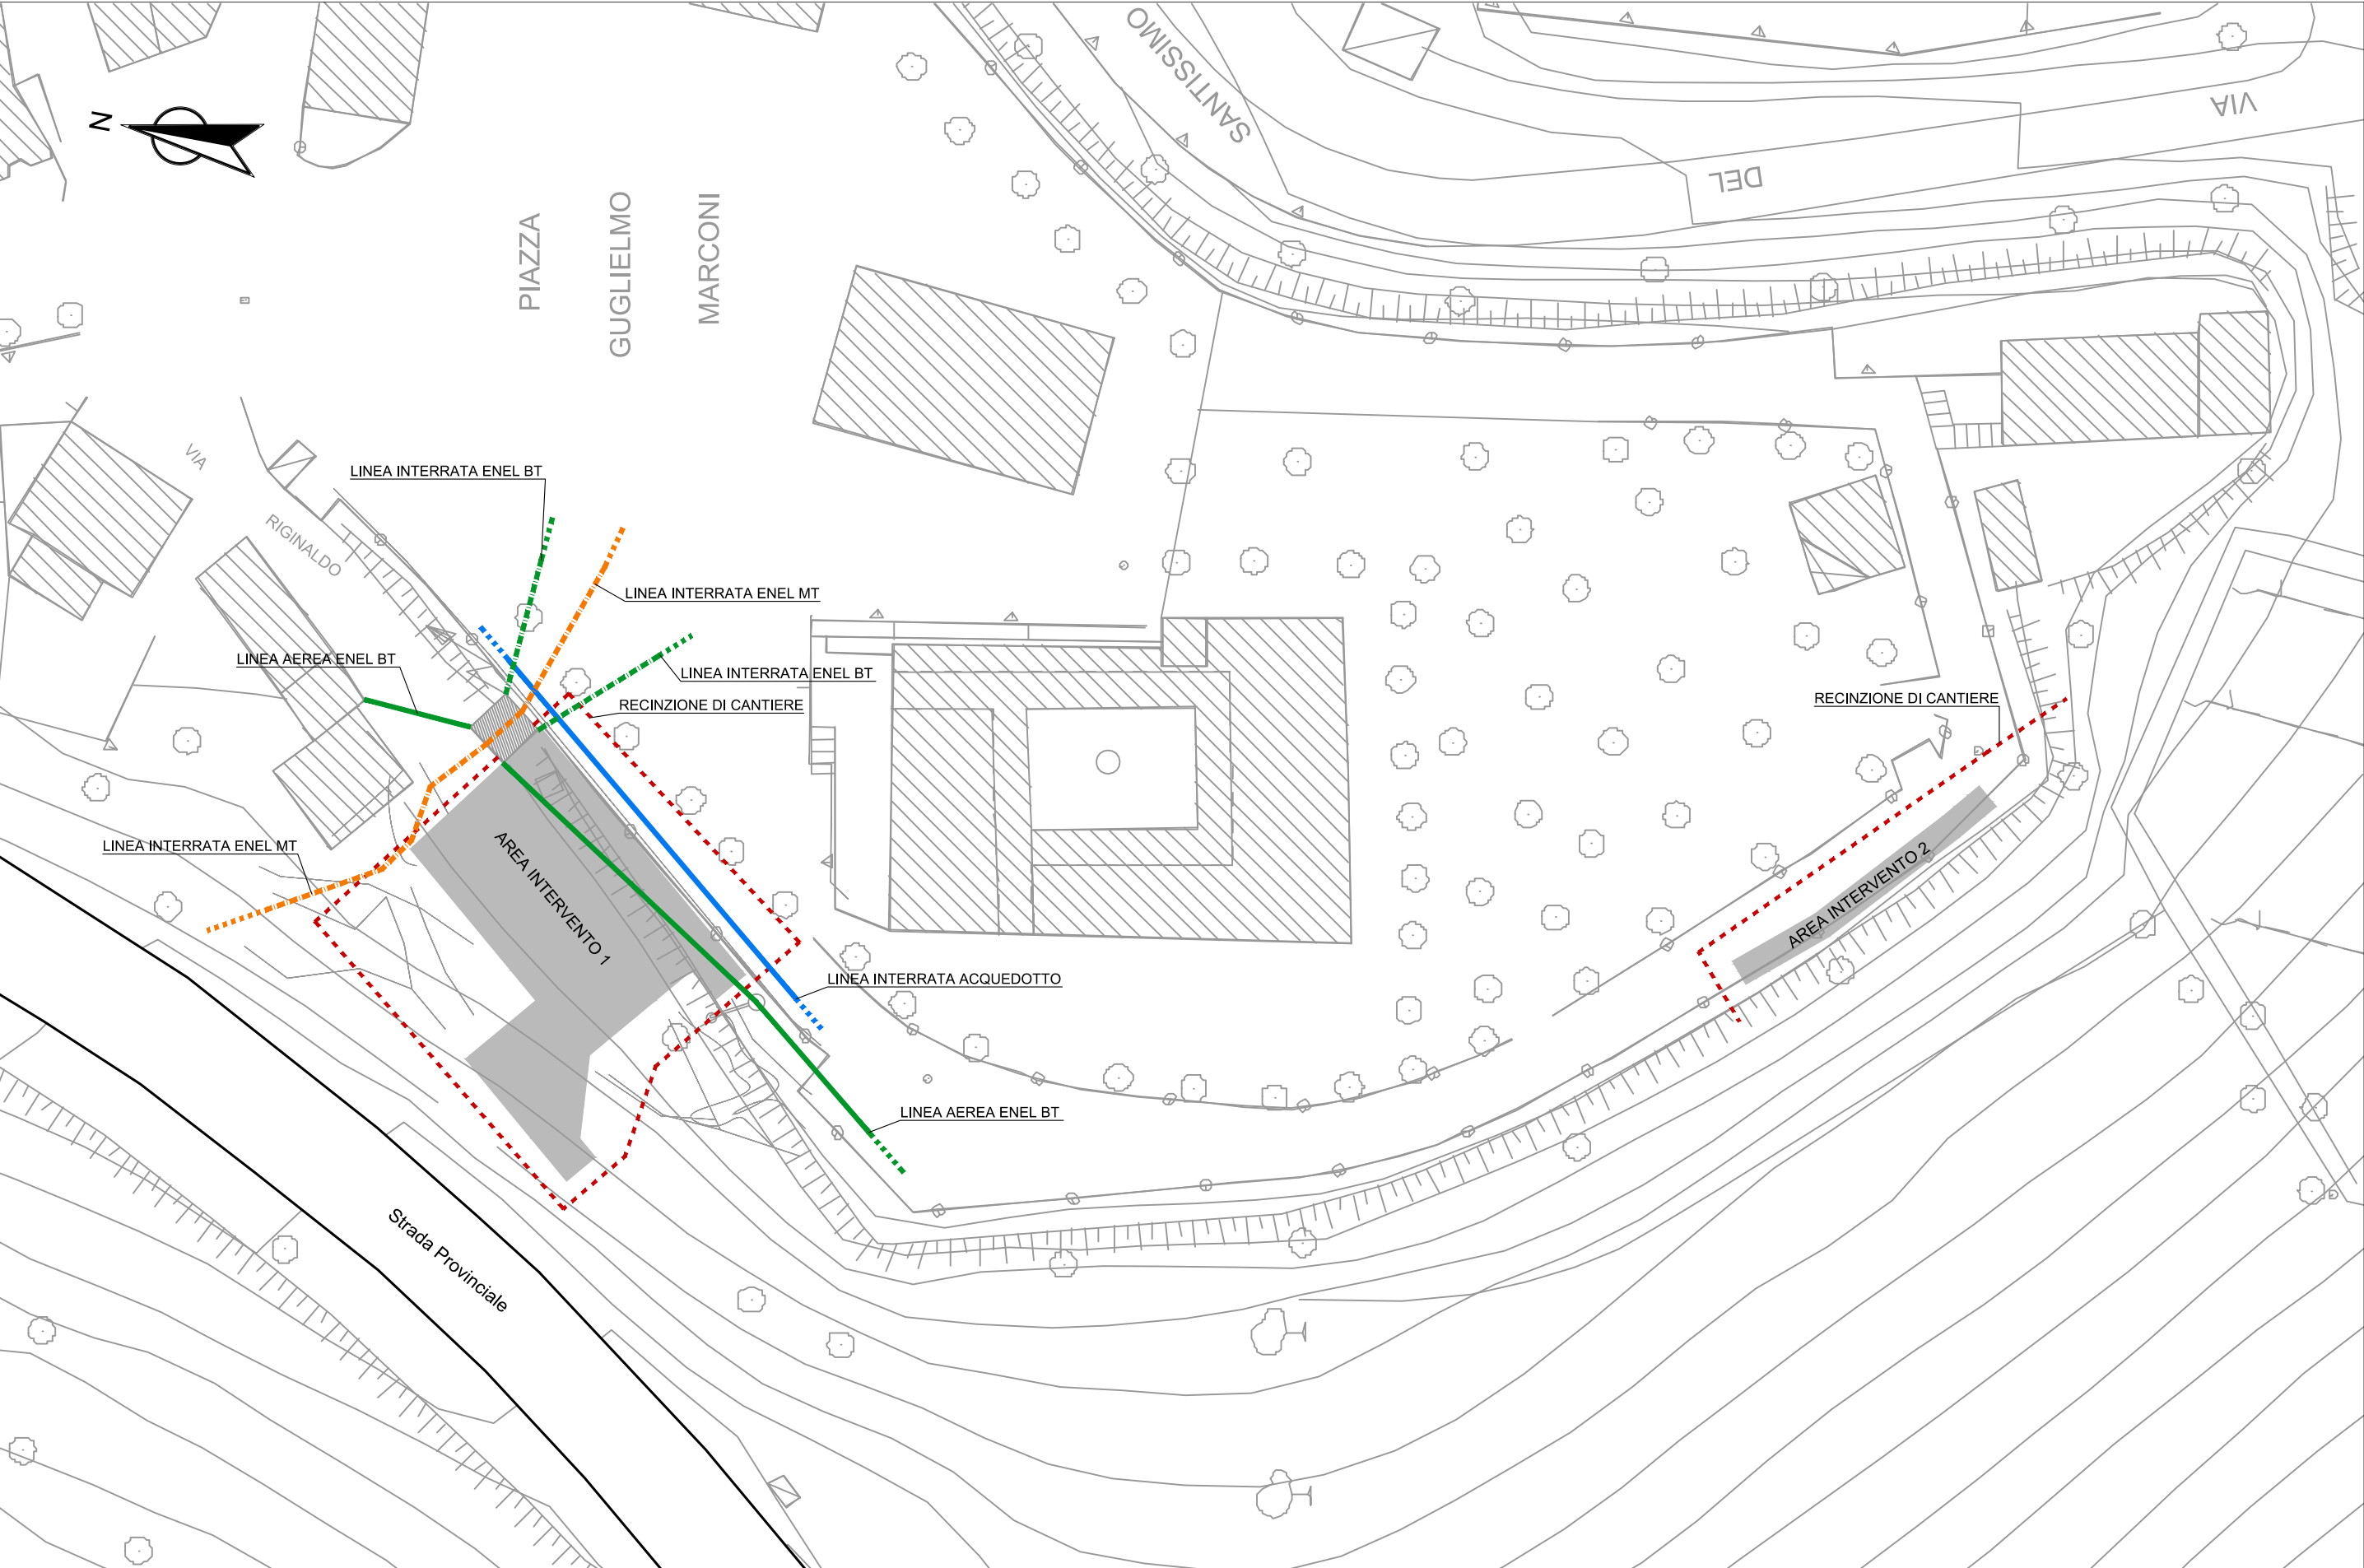 SANTISSIMO
VIA
DEL
N
PIAZZA
GUGLIELMO
MARCONI
VIA
RIGINALDO
LINEA INTERRATA ENEL BT
LINEA INTERRATA ENEL MT
LINEA AEREA ENEL BT
LINEA INTERRATA ENEL BT
RECINZIONE DI CANTIERE
RECINZIONE DI CANTIERE
LINEA INTERRATA ENEL MT
AREA INTERVENTO 1
AREA INTERVENTO 2
LINEA INTERRATA ACQUEDOTTO
LINEA AEREA ENEL BT
Strada Provinciale